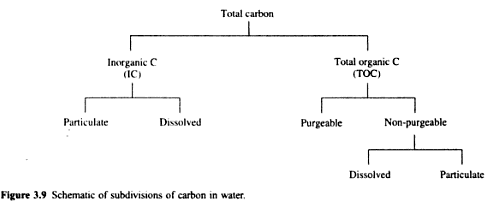 Total carbon
Inorganic C Total organic C
(IC) (TOC)
Particulate Dissolved Purgeable Non-purgeable
Dissolved Particulate
Figure 3.9 Schematic of subdivisions of carbon in water.